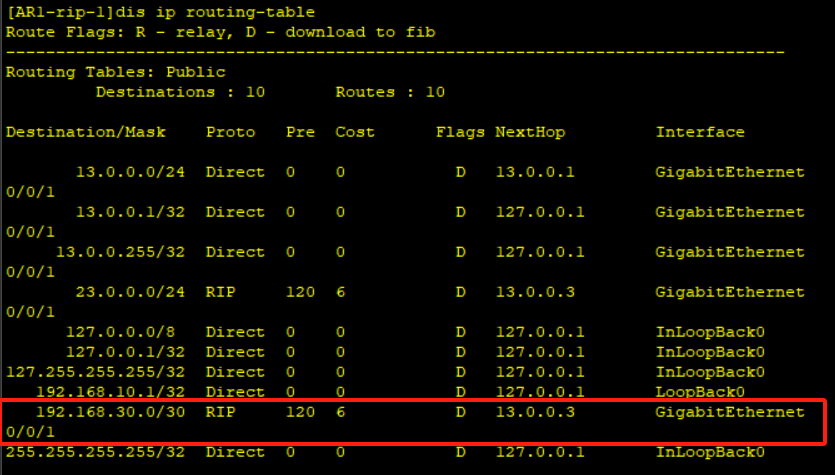 [AR1-rip-1]dis ip routing-table
Route Flags: R - relay, D - download to fib
------------------------------------------------------------------------------
Routing Tables: Public
         Destinations : 10       Routes : 10

Destination/Mask    Proto   Pre  Cost      Flags NextHop         Interface

       13.0.0.0/24  Direct  0    0           D   13.0.0.1        GigabitEthernet
0/0/1
       13.0.0.1/32  Direct  0    0           D   127.0.0.1       GigabitEthernet
0/0/1
     13.0.0.255/32  Direct  0    0           D   127.0.0.1       GigabitEthernet
0/0/1
       23.0.0.0/24  RIP     120  6           D   13.0.0.3        GigabitEthernet
0/0/1
      127.0.0.0/8   Direct  0    0           D   127.0.0.1       InLoopBack0
      127.0.0.1/32  Direct  0    0           D   127.0.0.1       InLoopBack0
127.255.255.255/32  Direct  0    0           D   127.0.0.1       InLoopBack0
   192.168.10.1/32  Direct  0    0           D   127.0.0.1       LoopBack0
   192.168.30.0/30  RIP     120  6           D   13.0.0.3        GigabitEthernet
0/0/1
255.255.255.255/32  Direct  0    0           D   127.0.0.1       InLoopBack0